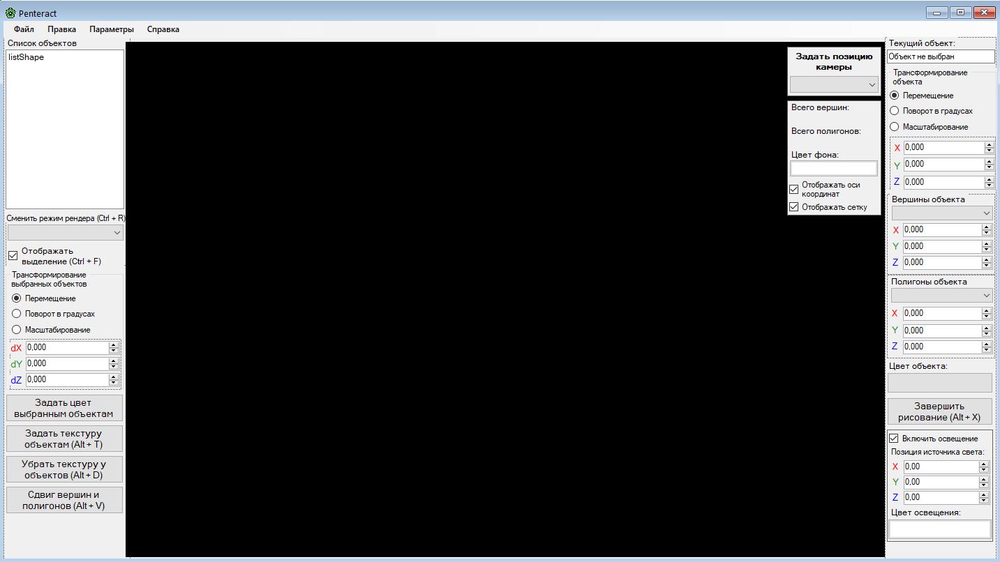 Penteract
Файл Правка Параметры Справка
Список объектов
listShape
Сменить режим рендера (Ctrl + R)
Отображать
выделение (Ctrl + F)
Трансформирование
выбранных объектов
Перемещение
Поворот в градусах
Масштабирование
dX 0,000
dY 0,000
dZ 0,000
Задать цвет
выбранным объектам
Задать текстуру
объектам (Alt + T)
Убрать текстуру у
объектов (Alt + D)
Сдвиг вершин и
полигонов (Alt + V)
Задать позицию
камеры
Всего вершин:
Всего полигонов:
Цвет фона:
Отображать оси
координат
Отображать сетку
Текущий объект:
Объект не выбран
Трансформирование
объекта
Перемещение
Поворот в градусах
Масштабирование
X 0,000
Y 0,000
Z 0,000
Вершины объекта
X 0,000
Y 0,000
Z 0,000
Полигоны объекта
X 0,000
Y 0,000
Z 0,000
Цвет объекта:
Завершить
рисование (Alt + X)
Включить освещение
Позиция источника света:
X 0,00
Y 0,00
Z 0,00
Цвет освещения: